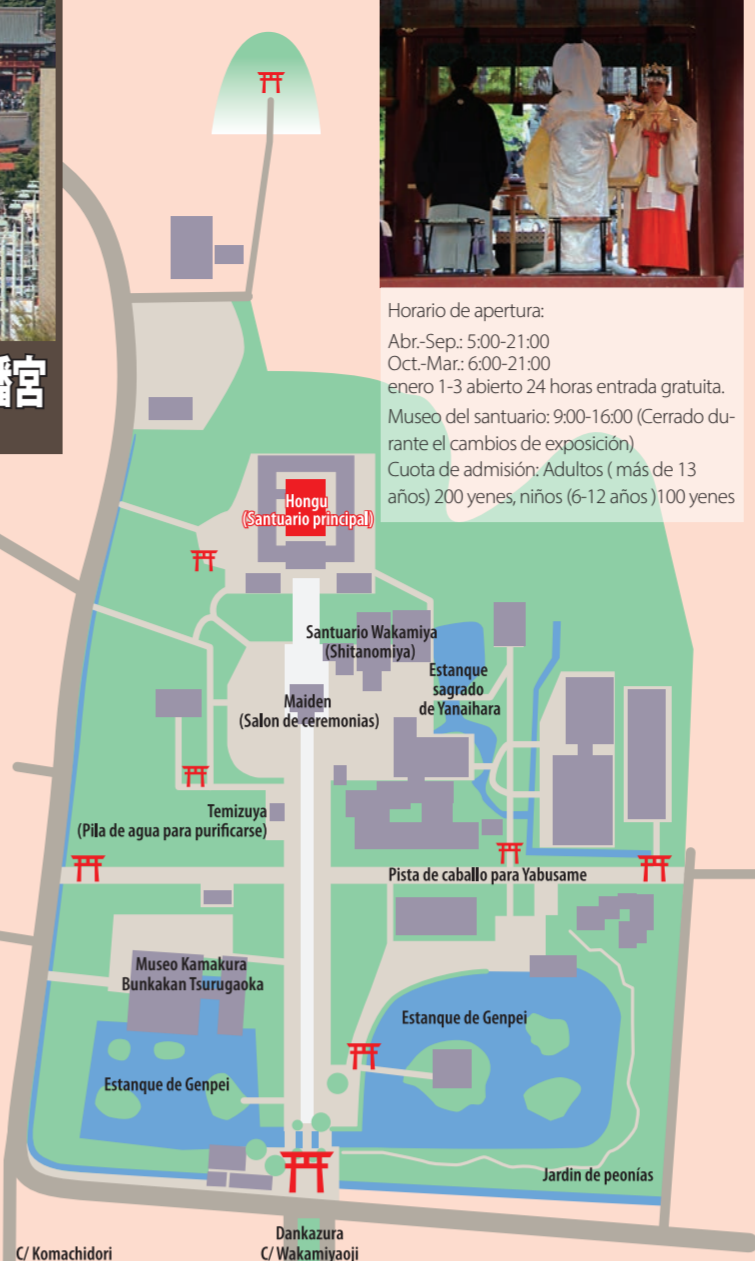 幡宮
Horario de apertura:
Abr.-Sep.: 5:00-21:00
Oct.-Mar.: 6:00-21:00
enero 1-3 abierto 24 horas entrada gratuita.
Museo del santuario: 9:00-16:00 (Cerrado du-
rante el cambios de exposición)
Cuota de admisión: Adultos ( más de 13
años) 200 yenes, niños (6-12 años )100 yenes
Hongu
(Santuario principal)
Santuario Wakamiya
(Shitanomiya)
Estanque
sagrado
de Yanaihara
Maiden
(Salon de ceremonias)
Temizuya
(Pila de agua para purificarse)
Pista de caballo para Yabusame
Museo Kamakura
Bunkakan Tsurugaoka
Estanque de Genpei
Estanque de Genpei
Jardin de peonías
Dankazura
C/ Wakamiyaoji
C/ Komachidori